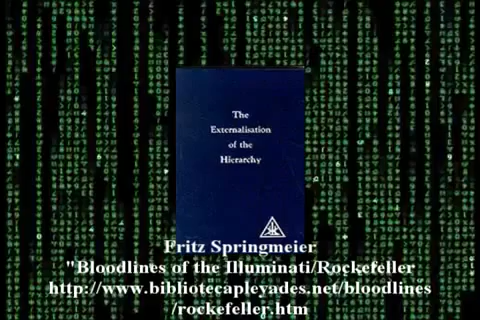 The
Externalisation
of the
Hierarchy
Fritz Springmeier
"Bloodlines of the Illuminati/Rockefeller
http://www.bibliotecapleyades.net/bloodlines
/rockefeller.htm